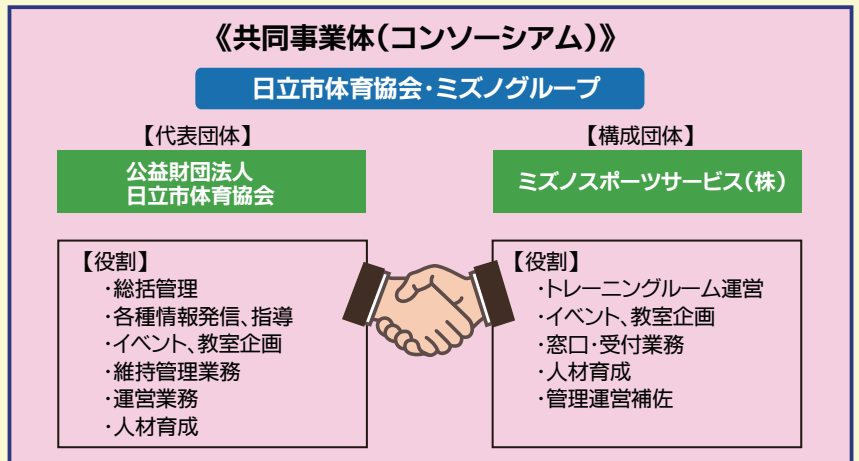 《共同事業体（コンソーシアム）》
日立市体育協会・ミズノグループ
【代表団体】
公益財団法人
日立市体育協会
【役割】
・総括管理
・各種情報発信、指導
・イベント、教室企画
・維持管理業務
・運営業務
・人材育成
【構成団体】
ミズノスポーツサービス（株）
【役割】
・トレーニングルーム運営
・イベント、教室企画
・窓口・受付業務
・人材育成
・管理運営補佐